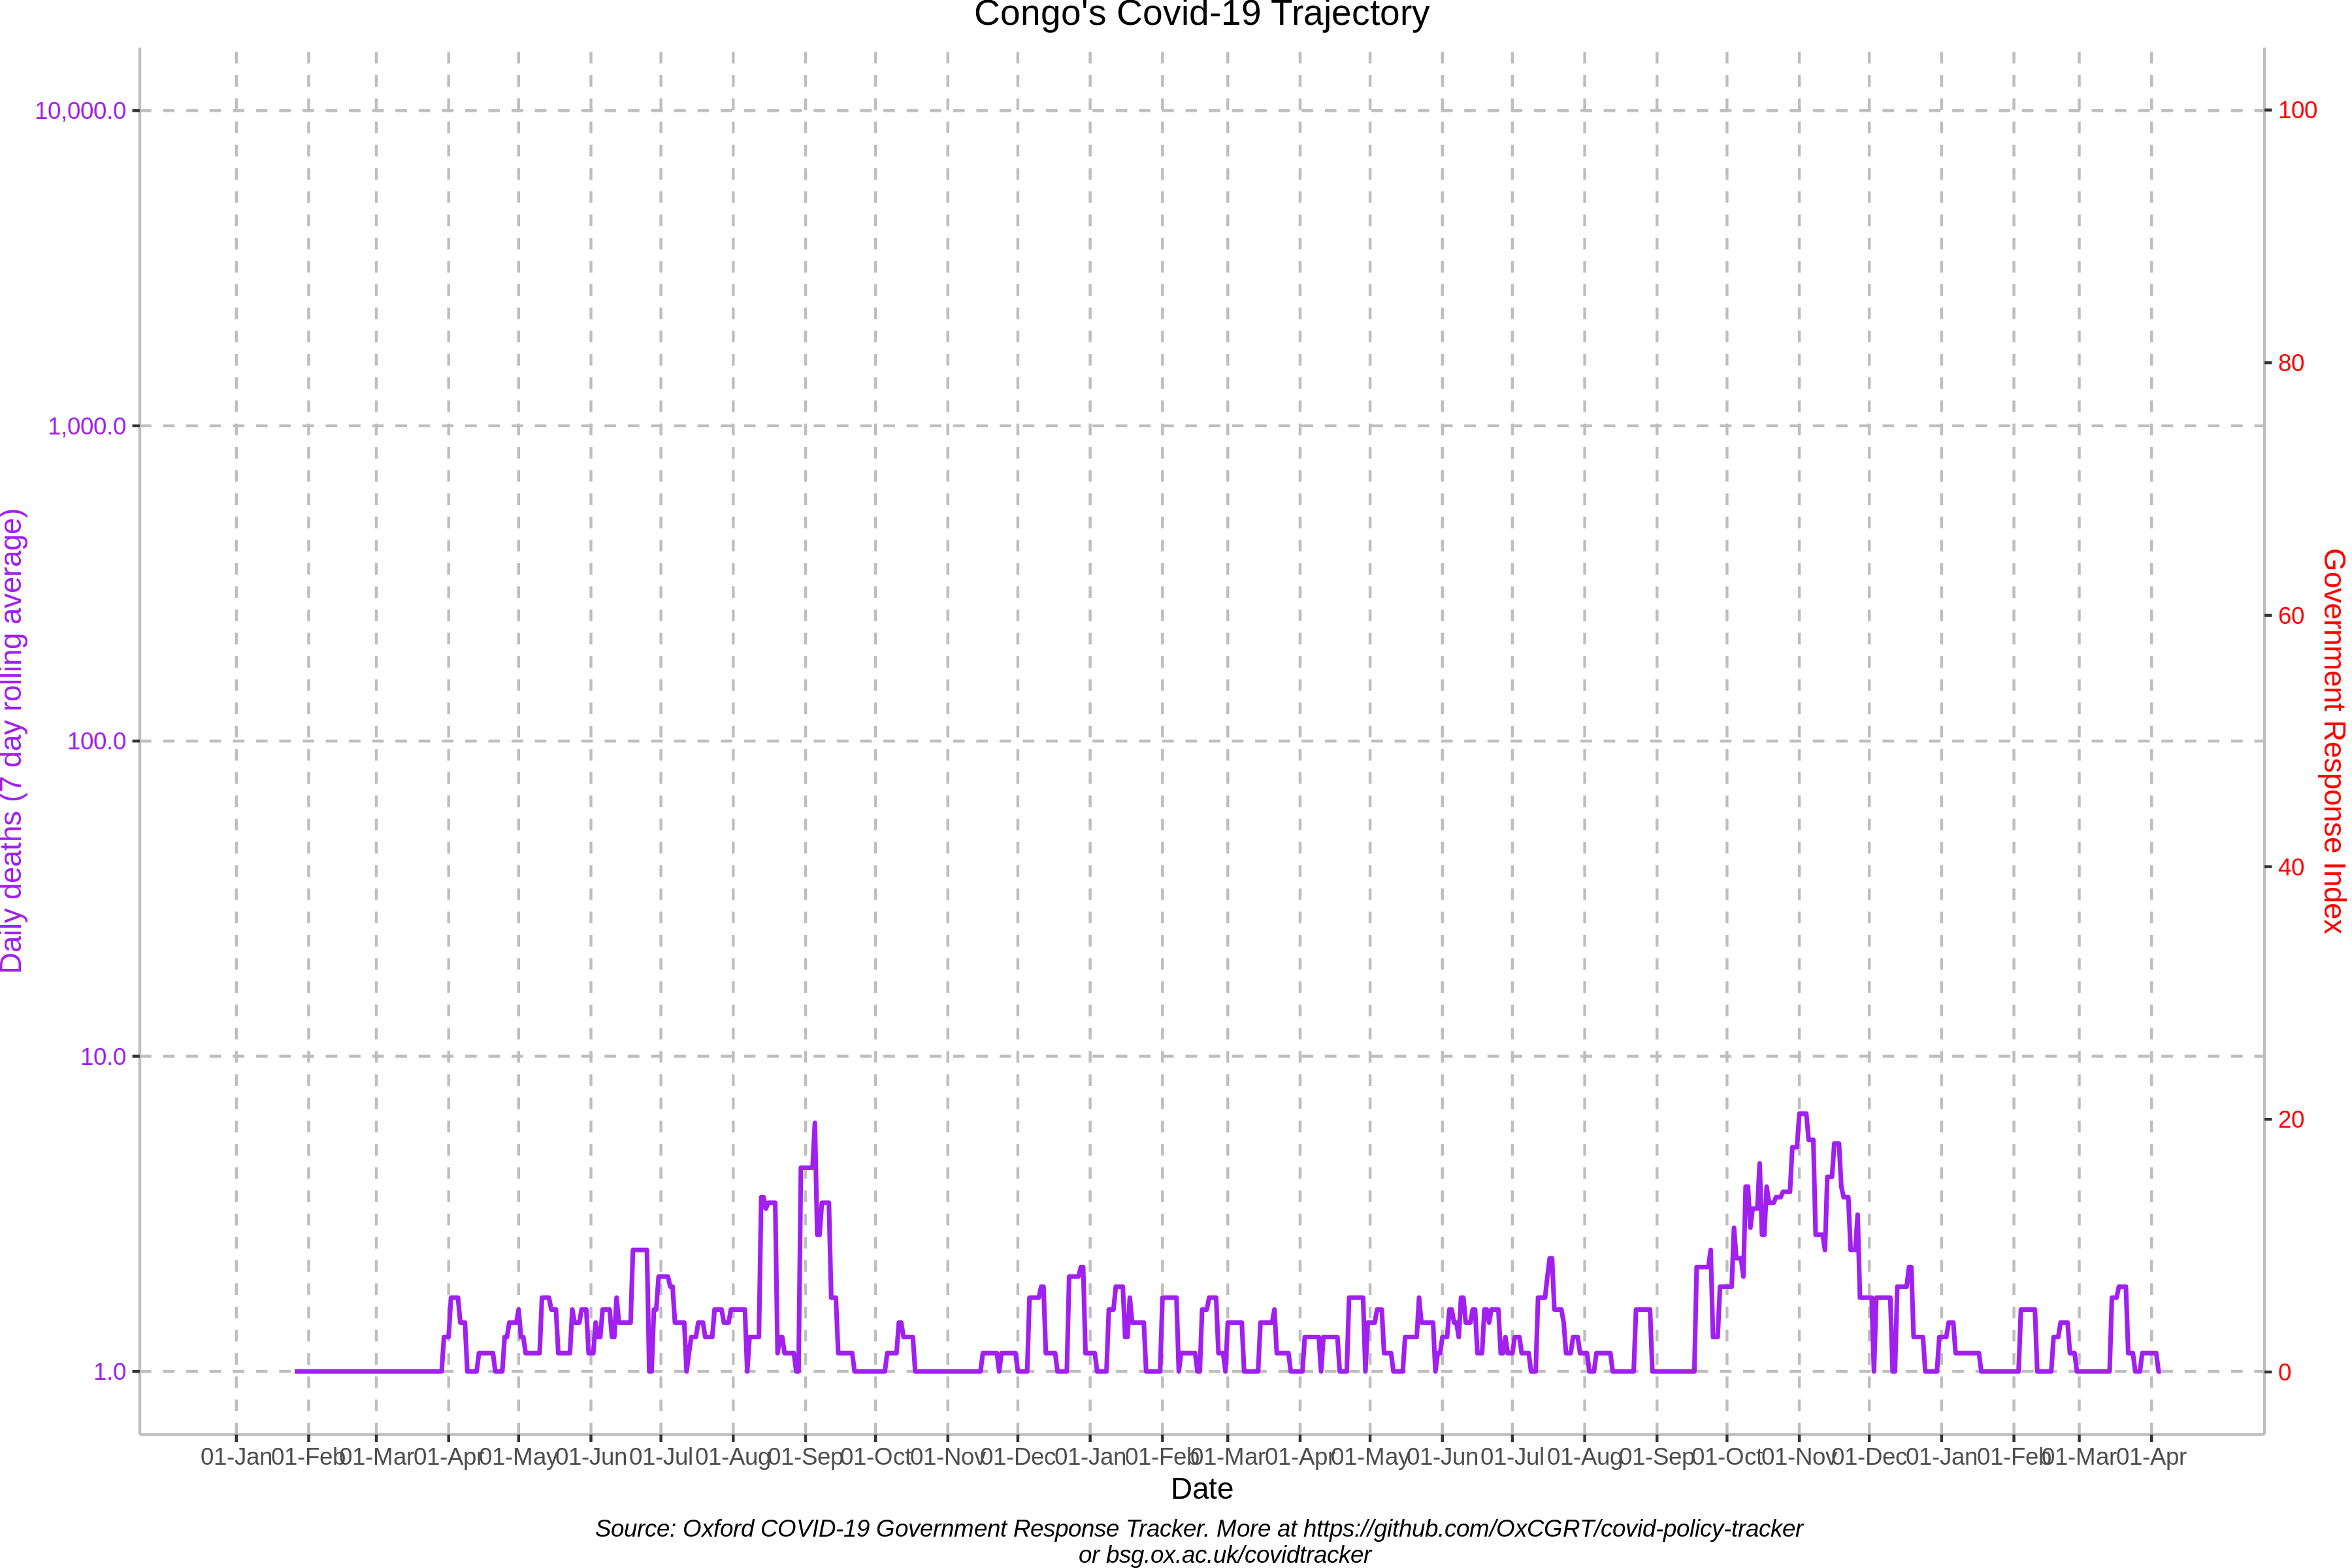 Congo's Covid-19 Trajectory
10,000.0
1,000.0
100.0
10.0
1.0
Daily deaths (7 day rolling average)
100
80
60
40
20
0
Government Response Index
01-Jan 01-Feb 01-Mar 01-Apr 01-May 01-Jun 01-Jul 01-Aug 01-Sep 01-Oct 01-Nov 01-Dec 01-Jan 01-Feb 01-Mar 01-Apr 01-May 01-Jun 01-Jul 01-Aug 01-Sep 01-Oct 01-Nov 01-Dec 01-Jan 01-Feb 01-Mar 01-Apr
Date
Source: Oxford COVID-19 Government Response Tracker. More at https://github.com/OxCGRT/covid-policy-tracker
or bsg.ox.ac.uk/covidtracker